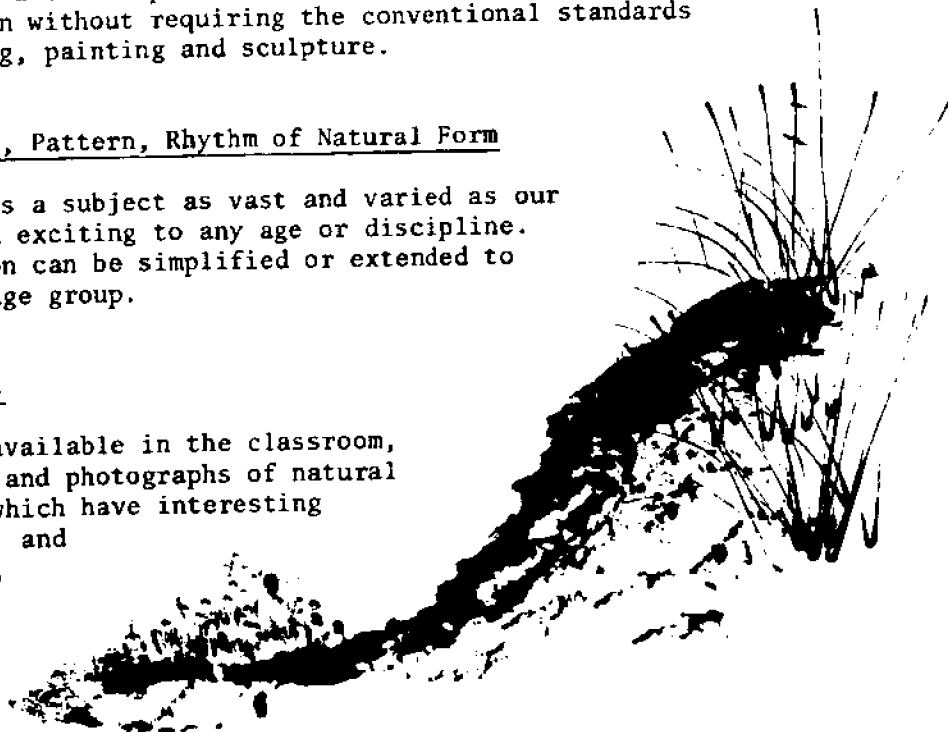 n without requiring the conventional standards
g, painting and sculpture.
, Pattern, Rhythm of Natural Form
s a subject as vast and varied as our
exciting to any age or discipline.
n can be simplified or extended to
ge group.
available in the classroom,
and photographs of natural
which have interesting
and